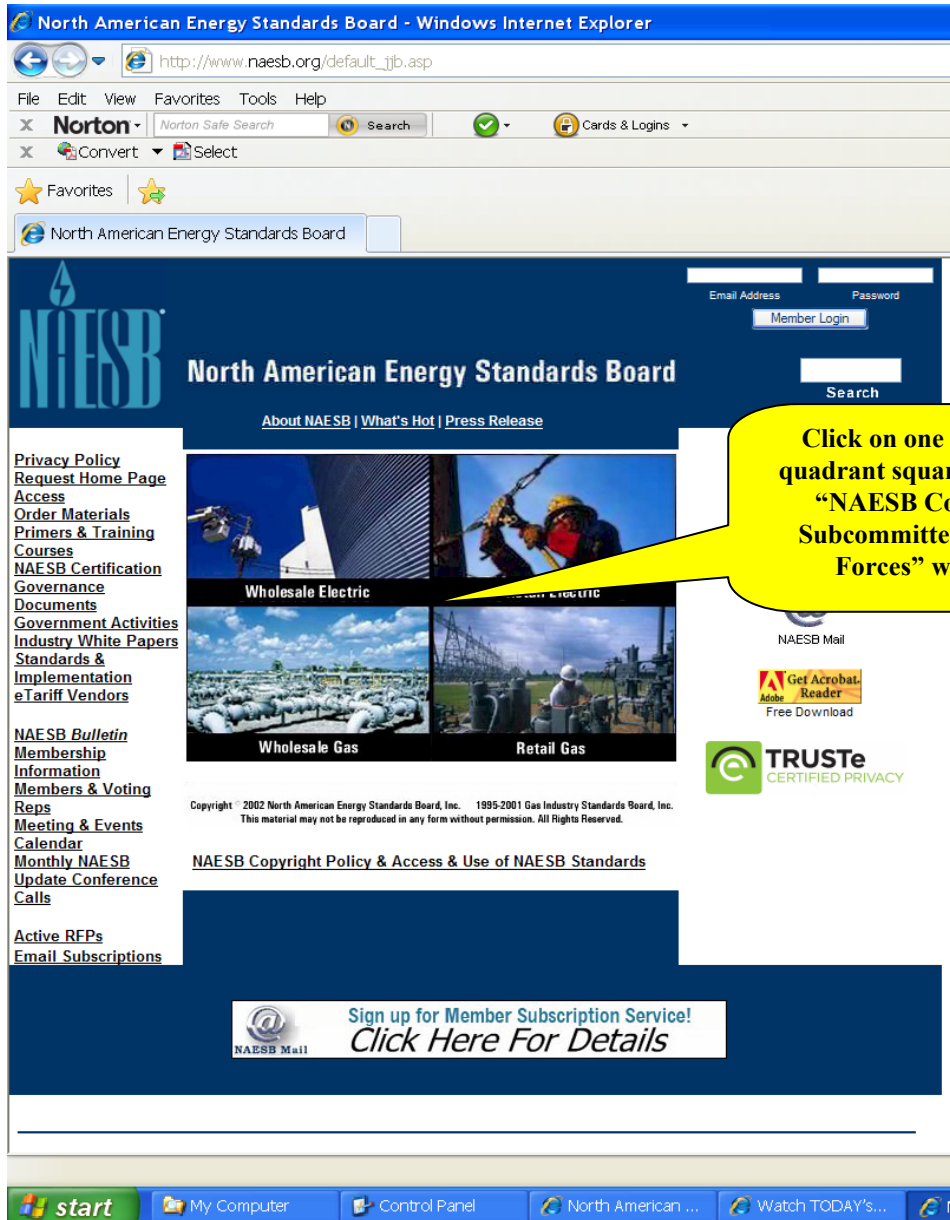 North American Energy Standards Board - Windows Internet Explorer
http://www.naesb.org/default_jjb.asp
File Edit View Favorites Tools Help
x Norton Norton Safe Search Search Cards & Logins
x Convert Select
Favorites
North American Energy Standards Board
NAESB
Email Address Password
Member Login
North American Energy Standards Board
Search
About NAESB | What's Hot | Press Release
Click on one
quadrant
"NAESB
Forces"
Privacy Policy
Request Home Page
Access
Order Materials
Primers & Training
Courses
NAESB Certification
Governance
Documents
Government Activities
Industry White Papers
Standards &
Implementation
eTariff Vendors
NAESB Bulletin
Membership
Information
Members & Voting
Reps
Meeting & Events
Calendar
Monthly NAESB
Update Conference
Calls
Active RFPs
Email Subscriptions
Wholesale Electric
Electric
Wholesale Gas
Retail Gas
NAESB Mail
Get Acrobat
Adobe Reader
Free Download
TRUSTe
CERTIFIED PRIVACY
Copyright © 2002 North American Energy Standards Board, Inc. 1995-2001 Gas Industry Standards Board, Inc.
This material may not be reproduced in any form without permission. All Rights Reserved.
NAESB Copyright Policy & Access & Use of NAESB Standards
NAESB Mail
Sign up for Member Subscription Service!
Click Here For Details
start My Computer Control Panel North American ... Watch TODAY's...